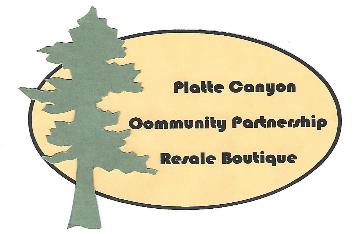 Platte Canyon
Community Partnership
Resale Boutique